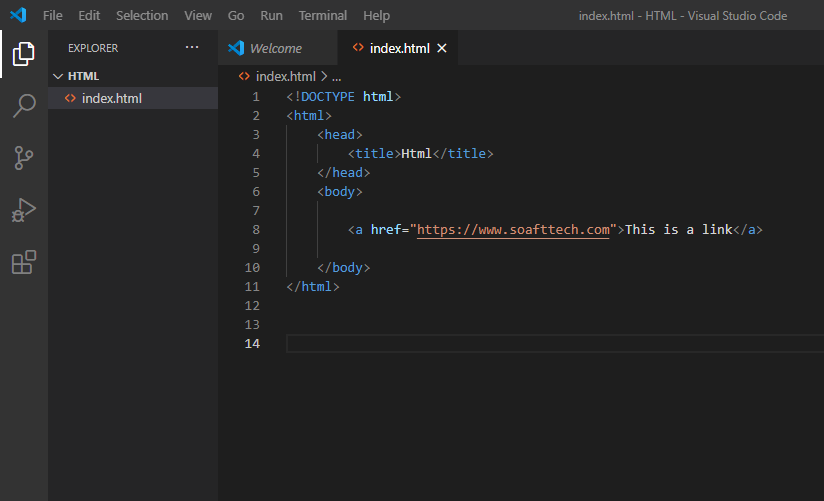 File Edit Selection View Go Run Terminal Help index.html - HTML - Visual Studio Code
EXPLORER ...
HTML
index.html
Welcome index.html
index.html > ...
1 <!DOCTYPE html>
2 <html>
3 <head>
4 <title>Html</title>
5 </head>
6 <body>
7
8 <a href="https://www.soafttech.com">This is a link</a>
9
10 </body>
11 </html>
12
13
14